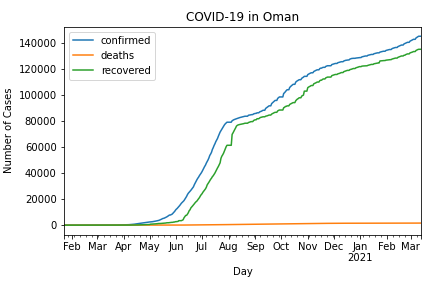 COVID-19 in Oman
confirmed
deaths
recovered
Number of Cases
140000
120000
100000
80000
60000
40000
20000
0
Feb Mar Apr May Jun Jul Aug Sep Oct Nov Dec Jan Feb Mar
2021
Day